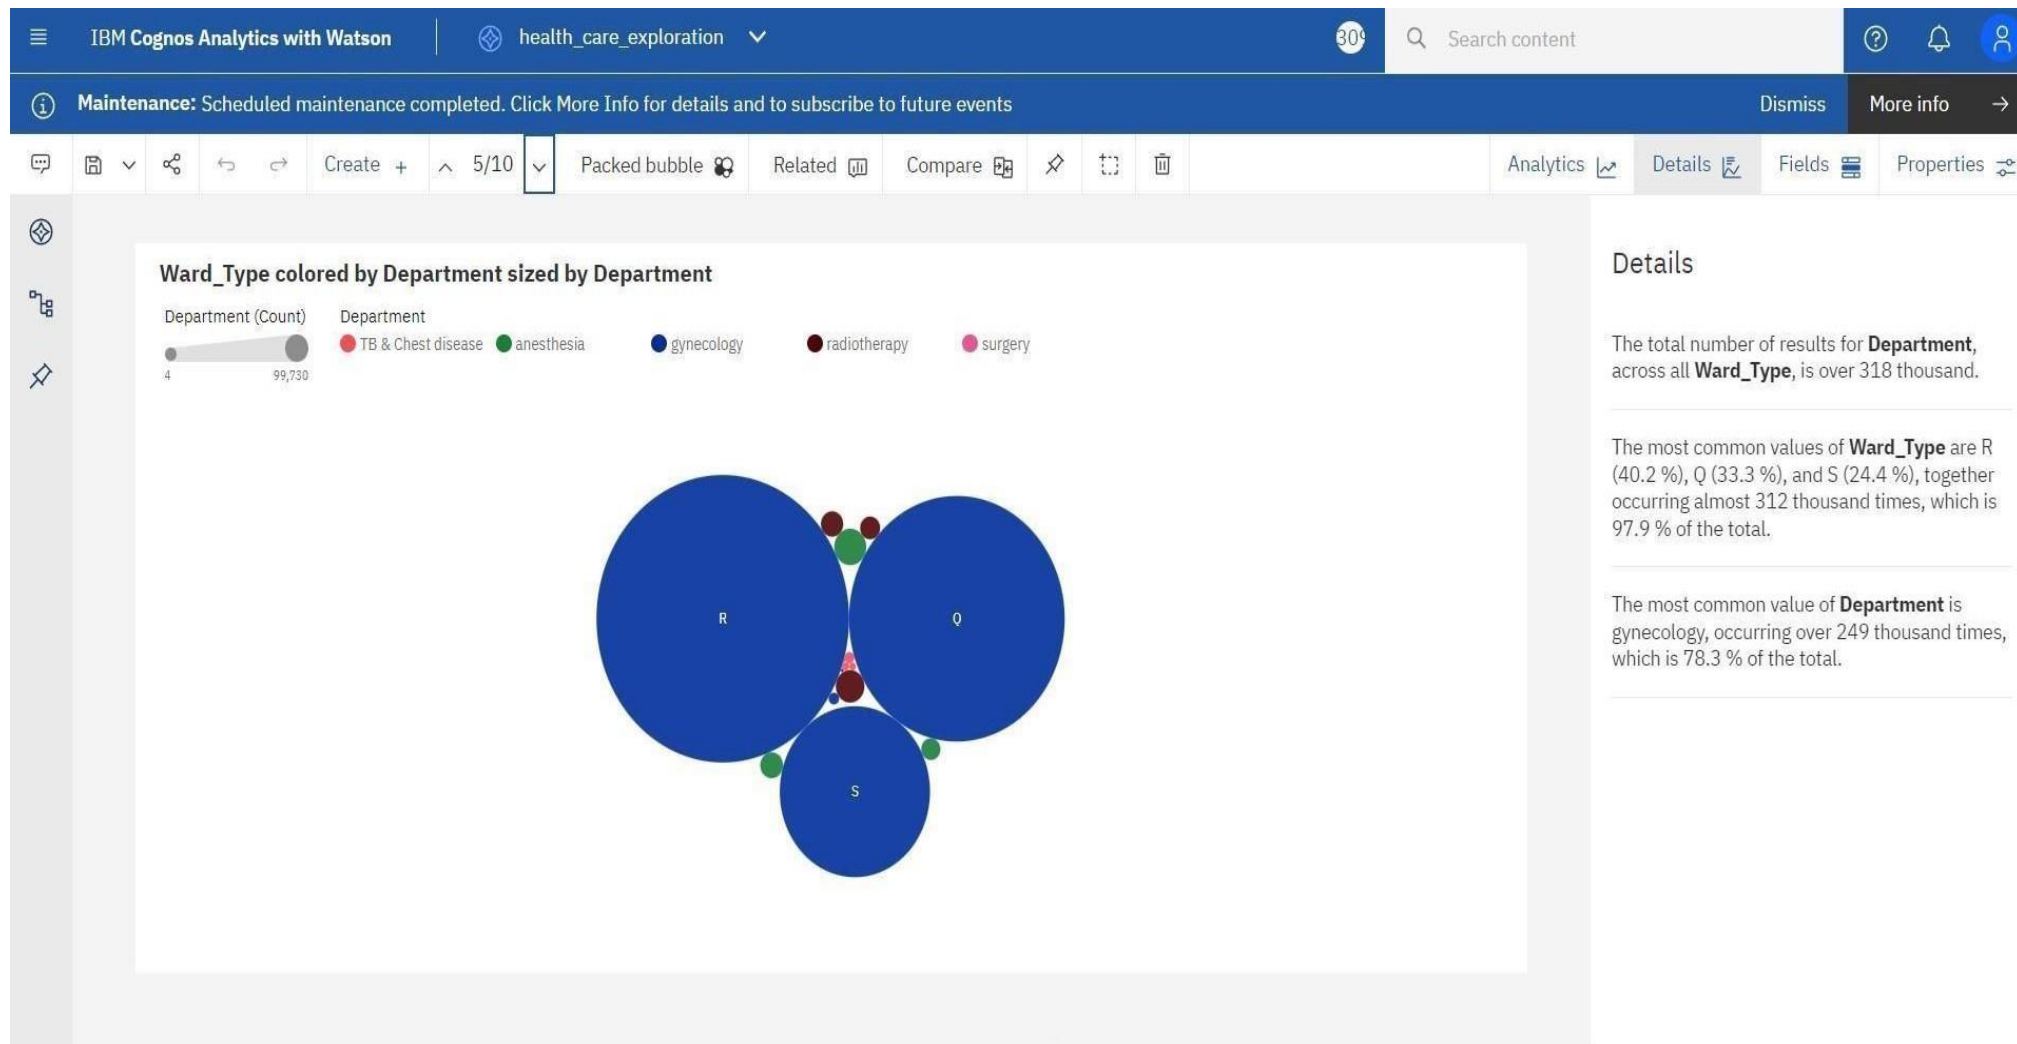 IBM Cognos Analytics with Watson
health_care_exploration
Search content
Maintenance: Scheduled maintenance completed. Click More Info for details and to subscribe to future events
Dismiss
More info
Create +
5/10
Packed bubble
Related
Compare
Analytics
Details
Fields
Properties
Ward_Type colored by Department sized by Department
Department (Count)
4
99,730
Department
TB & Chest disease
anesthesia
gynecology
radiotherapy
surgery
R
Q
S
Details
The total number of results for Department,
across all Ward_Type, is over 318 thousand.
The most common values of Ward_Type are R
(40.2 %), Q (33.3 %), and S (24.4 %), together
occurring almost 312 thousand times, which is
97.9 % of the total.
The most common value of Department is
gynecology, occurring over 249 thousand times,
which is 78.3 % of the total.